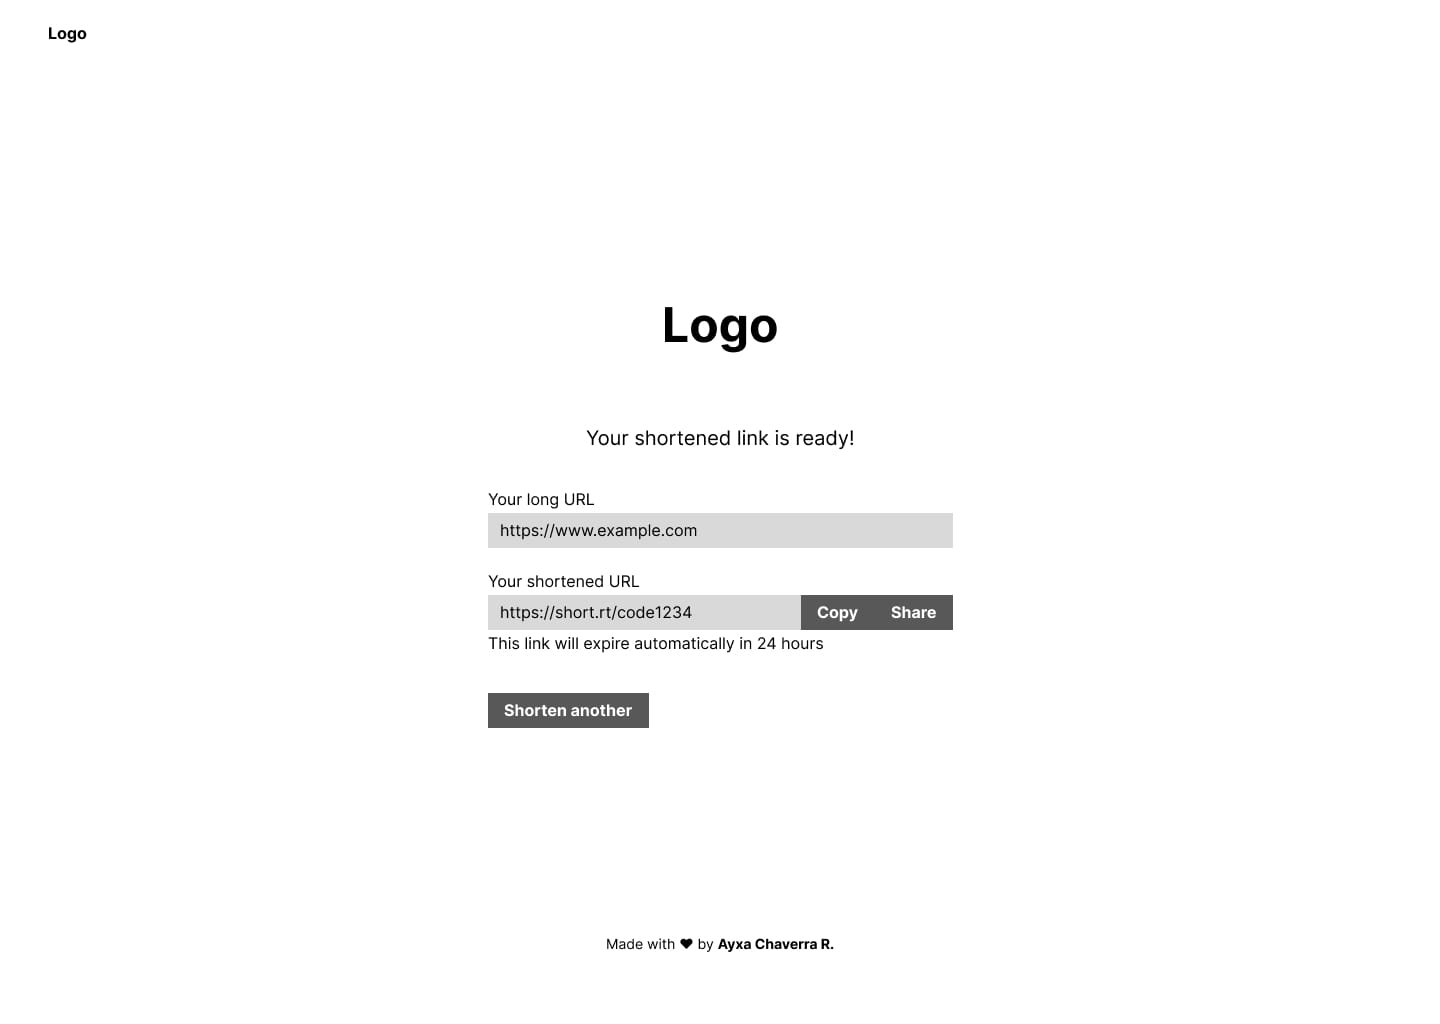 Logo
Logo
Your shortened link is ready!
Your long URL
https://www.example.com
Your shortened URL
https://short.rt/code1234 Copy Share
This link will expire automatically in 24 hours
Shorten another
Made with ♥ by Ayxa Chaverra R.